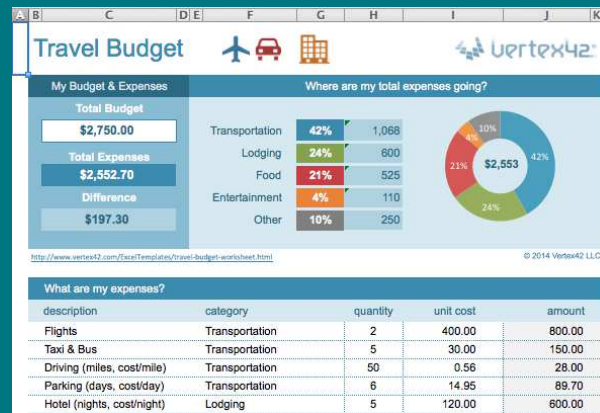 A B C D E F G H I J K
Travel Budget vertex42
My Budget & Expenses Where are my total expenses going?
Total Budget
$2,750.00
Total Expenses
$2,552.70
Difference
$197.30
Transportation 42% 1,068
Lodging 24% 600
Food 21% 525
Entertainment 4% 110
Other 10% 250
10%
4%
21% $2,553 42%
24%
http://www.vertex42.com/ExcelTemplates/travel-budget-worksheet.html © 2014 Vertex42 LLC
What are my expenses?
description category quantity unit cost amount
Flights Transportation 2 400.00 800.00
Taxi & Bus Transportation 5 30.00 150.00
Driving (miles, cost/mile) Transportation 50 0.56 28.00
Parking (days, cost/day) Transportation 6 14.95 89.70
Hotel (nights, cost/night) Lodging 5 120.00 600.00